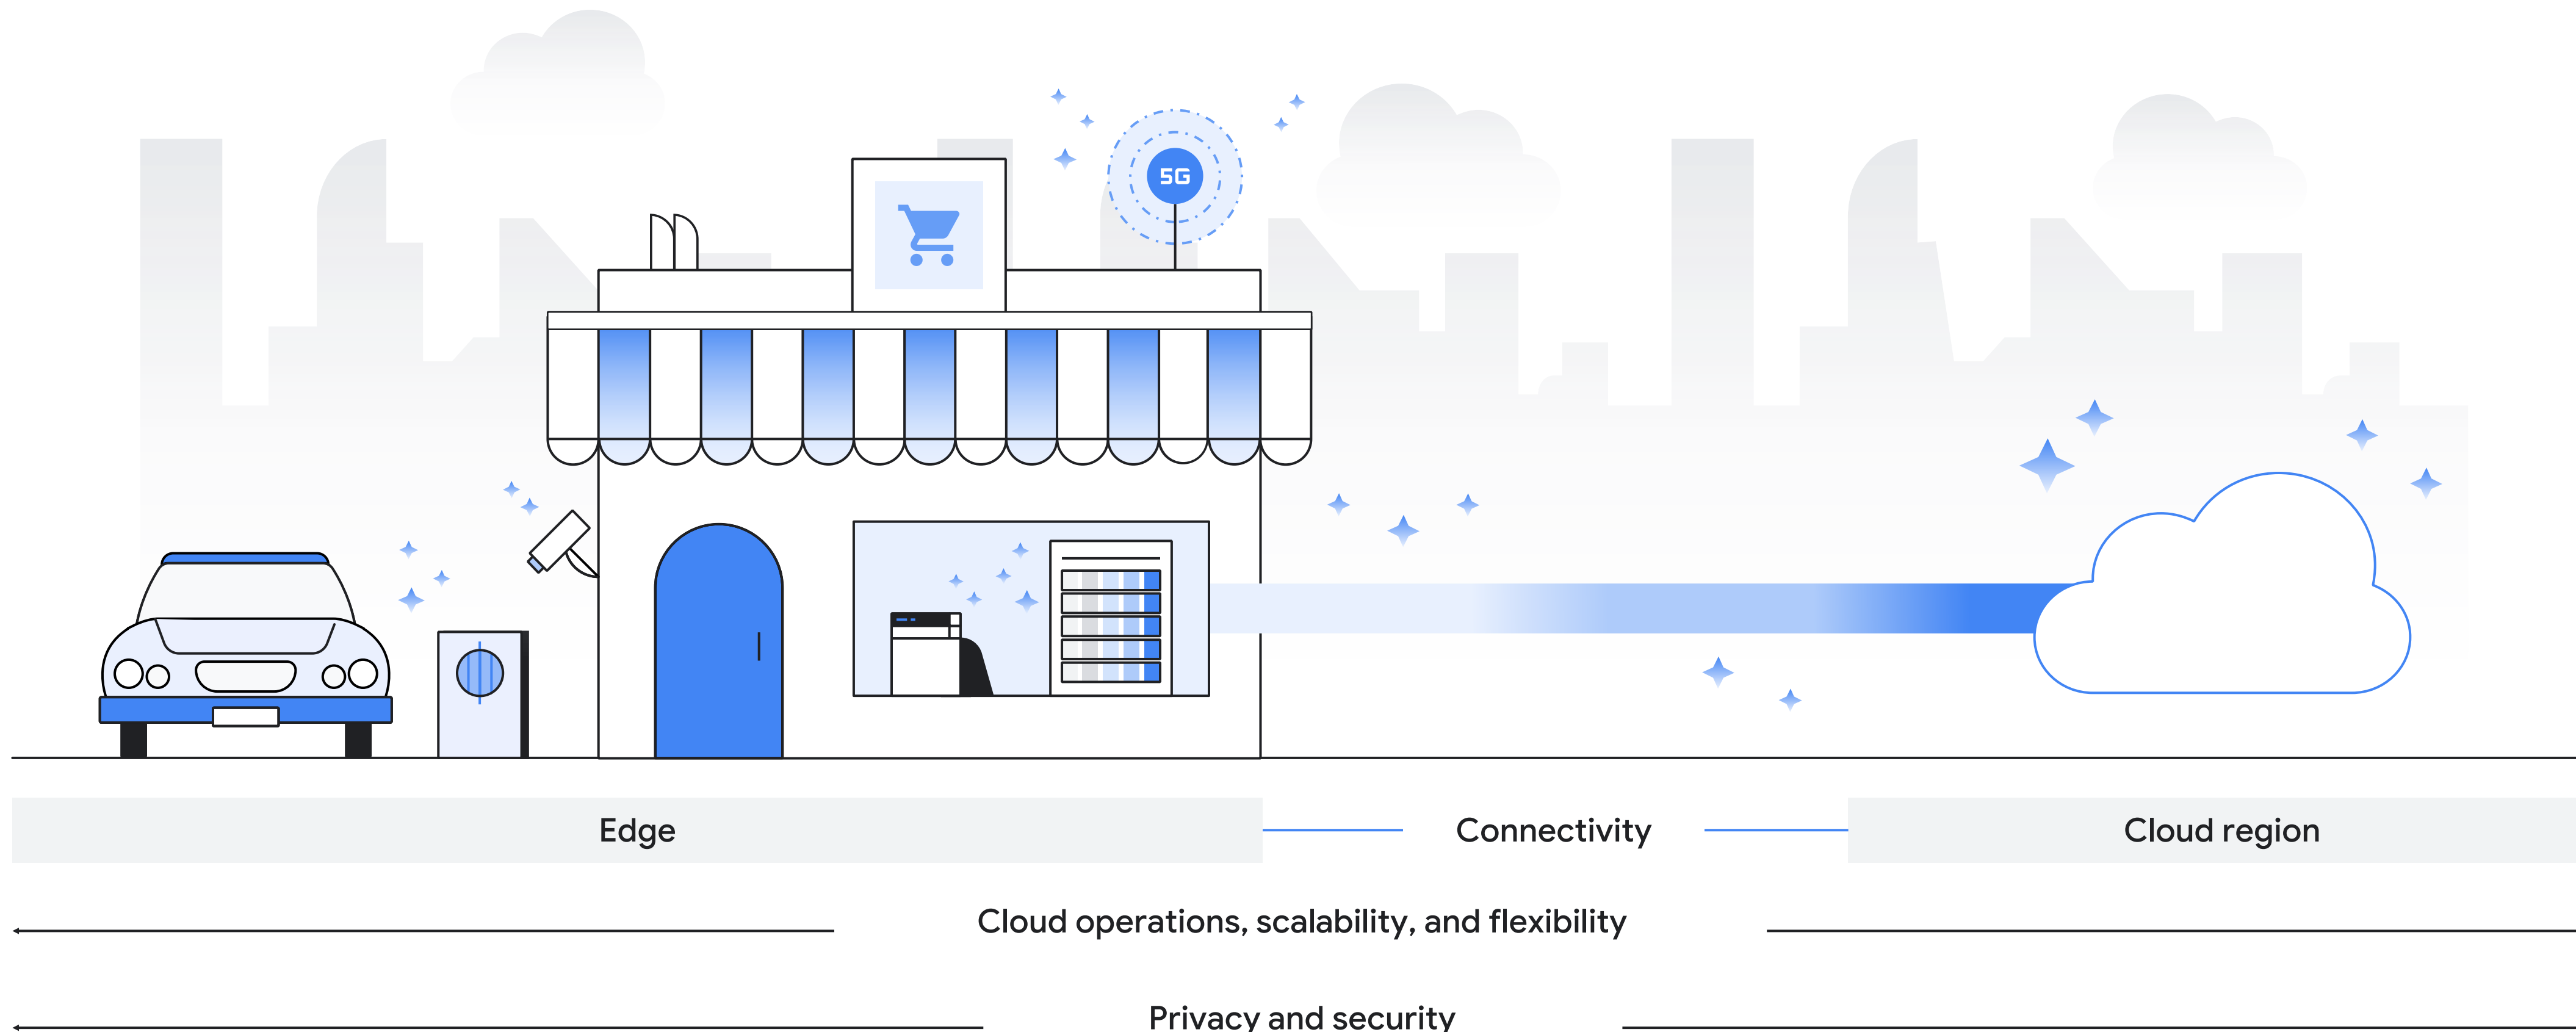 5G
Edge
Connectivity
Cloud region
Cloud operations, scalability, and flexibility
Privacy and security